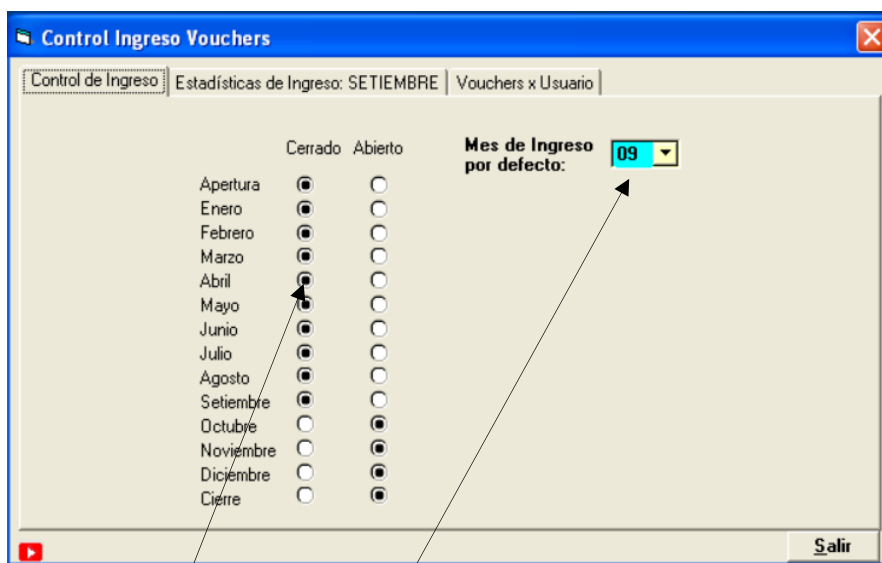 Control Ingreso Vouchers
Control de Ingreso Estadísticas de Ingreso: SETIEMBRE Vouchers x Usuario
Cerrado Abierto
Mes de Ingreso
por defecto:
09
Apertura
Enero
Febrero
Marzo
Abril
Mayo
Junio
Julio
Agosto
Setiembre
Octubre
Noviembre
Diciembre
Cierre
Salir